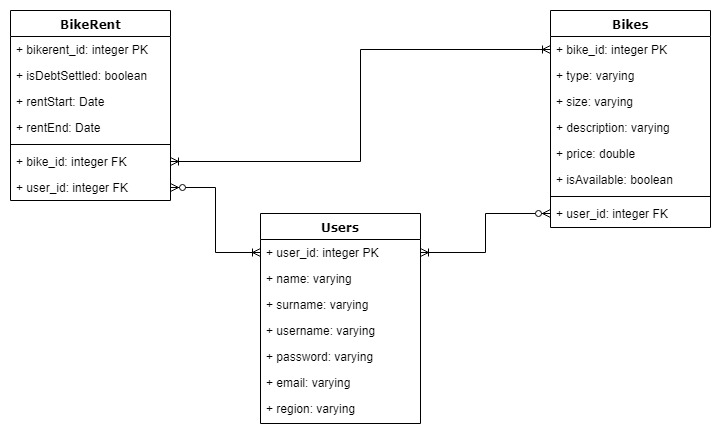 BikeRent
+ bikerent_id: integer PK
+ isDebtSettled: boolean
+ rentStart: Date
+ rentEnd: Date
+ bike_id: integer FK
+ user_id: integer FK
Bikes
+ bike_id: integer PK
+ type: varying
+ size: varying
+ description: varying
+ price: double
+ isAvailable: boolean
+ user_id: integer FK
Users
+ user_id: integer PK
+ name: varying
+ surname: varying
+ username: varying
+ password: varying
+ email: varying
+ region: varying